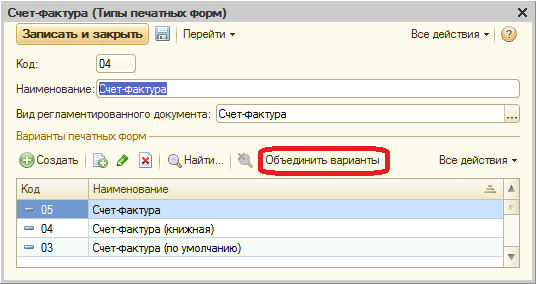 Счет-фактура (Типы печатных форм)
Записать и закрыть Перейти Все действия ?
Код: 04
Наименование: Счет-фактура
Вид регламентированного документа: Счет-фактура ...
Варианты печатных форм
Создать Найти... Объединить варианты Все действия
Код Наименование
05 Счет-фактура
04 Счет-фактура (книжная)
03 Счет-фактура (по умолчанию)